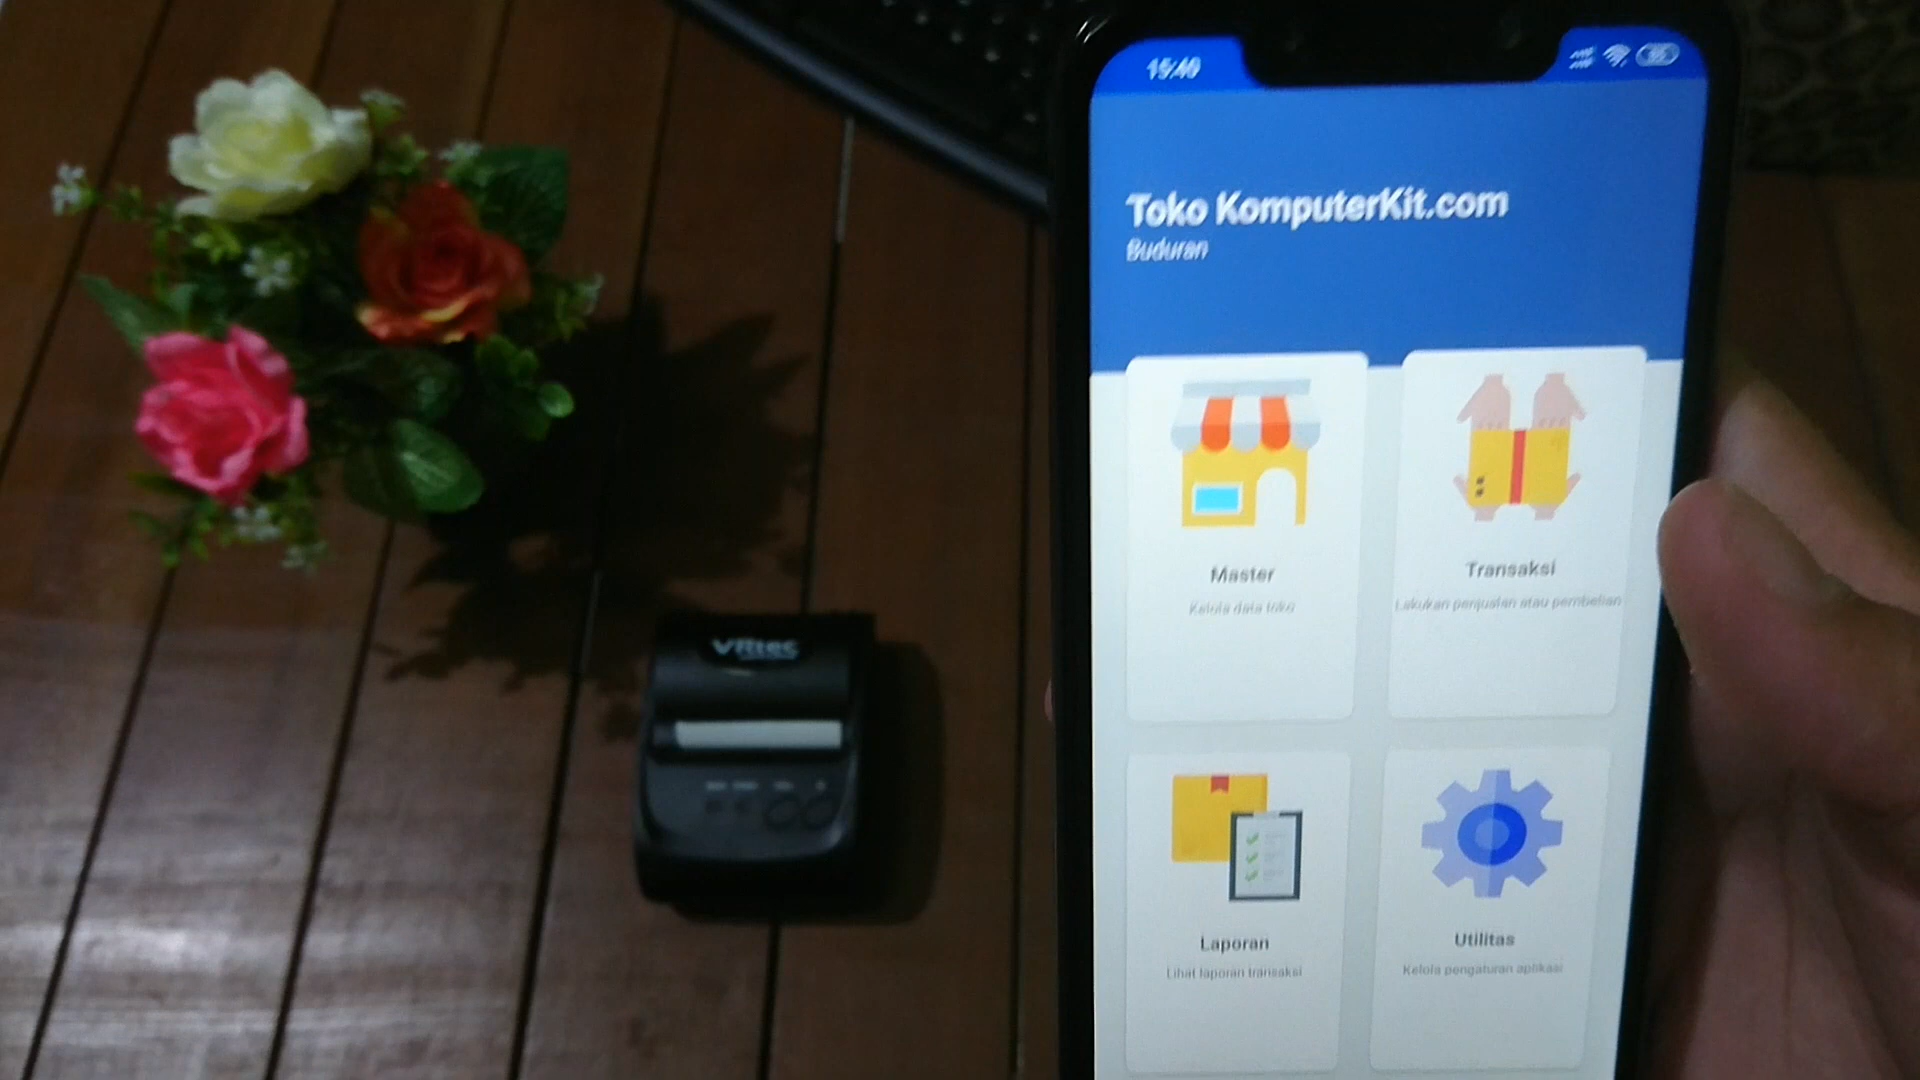 15:40
Toko KomputerKit.com
Buduran
Master
Kelola data toko
Transaksi
Lakukan penjualan atau pembelian
Laporan
Lihat laporan transaksi
Utilitas
Kelola pengaturan aplikasi
VRtec